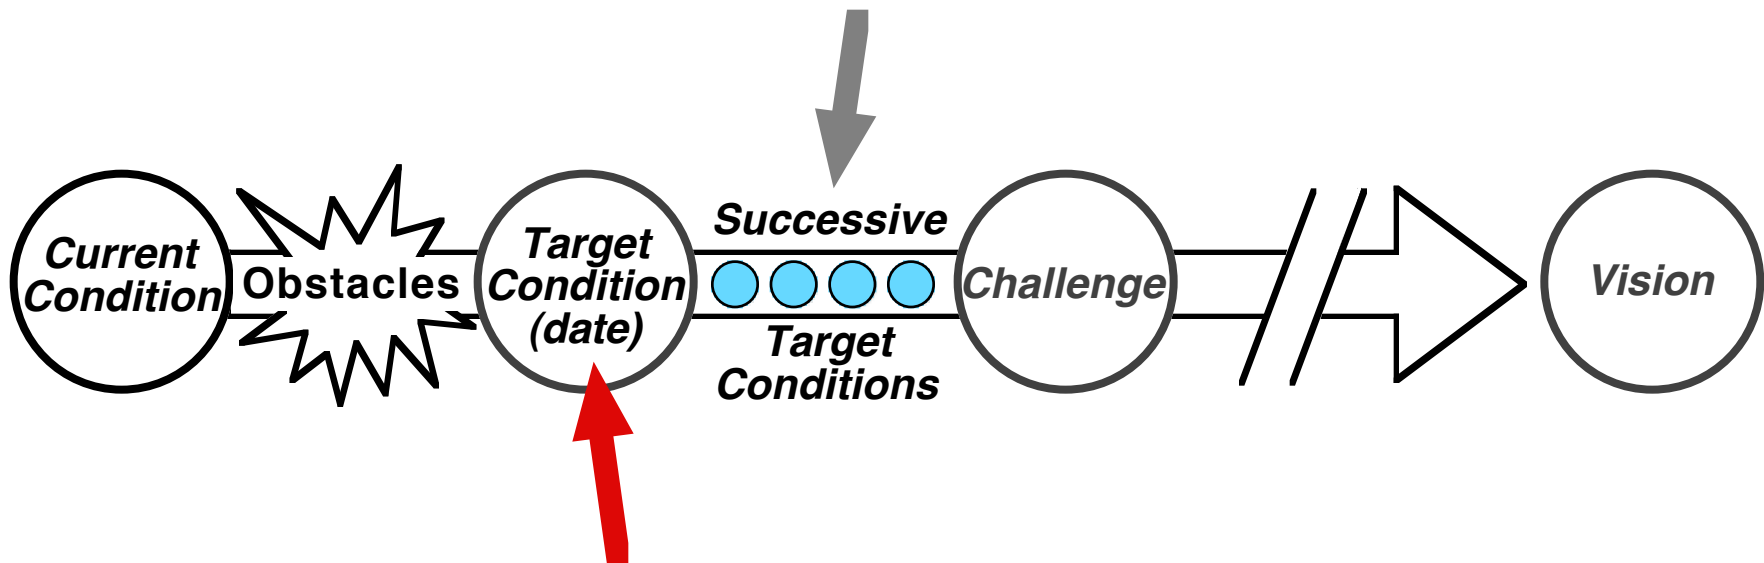 Current
Condition
Obstacles
Target
Condition
(date)
Successive
Target
Conditions
Challenge
Vision